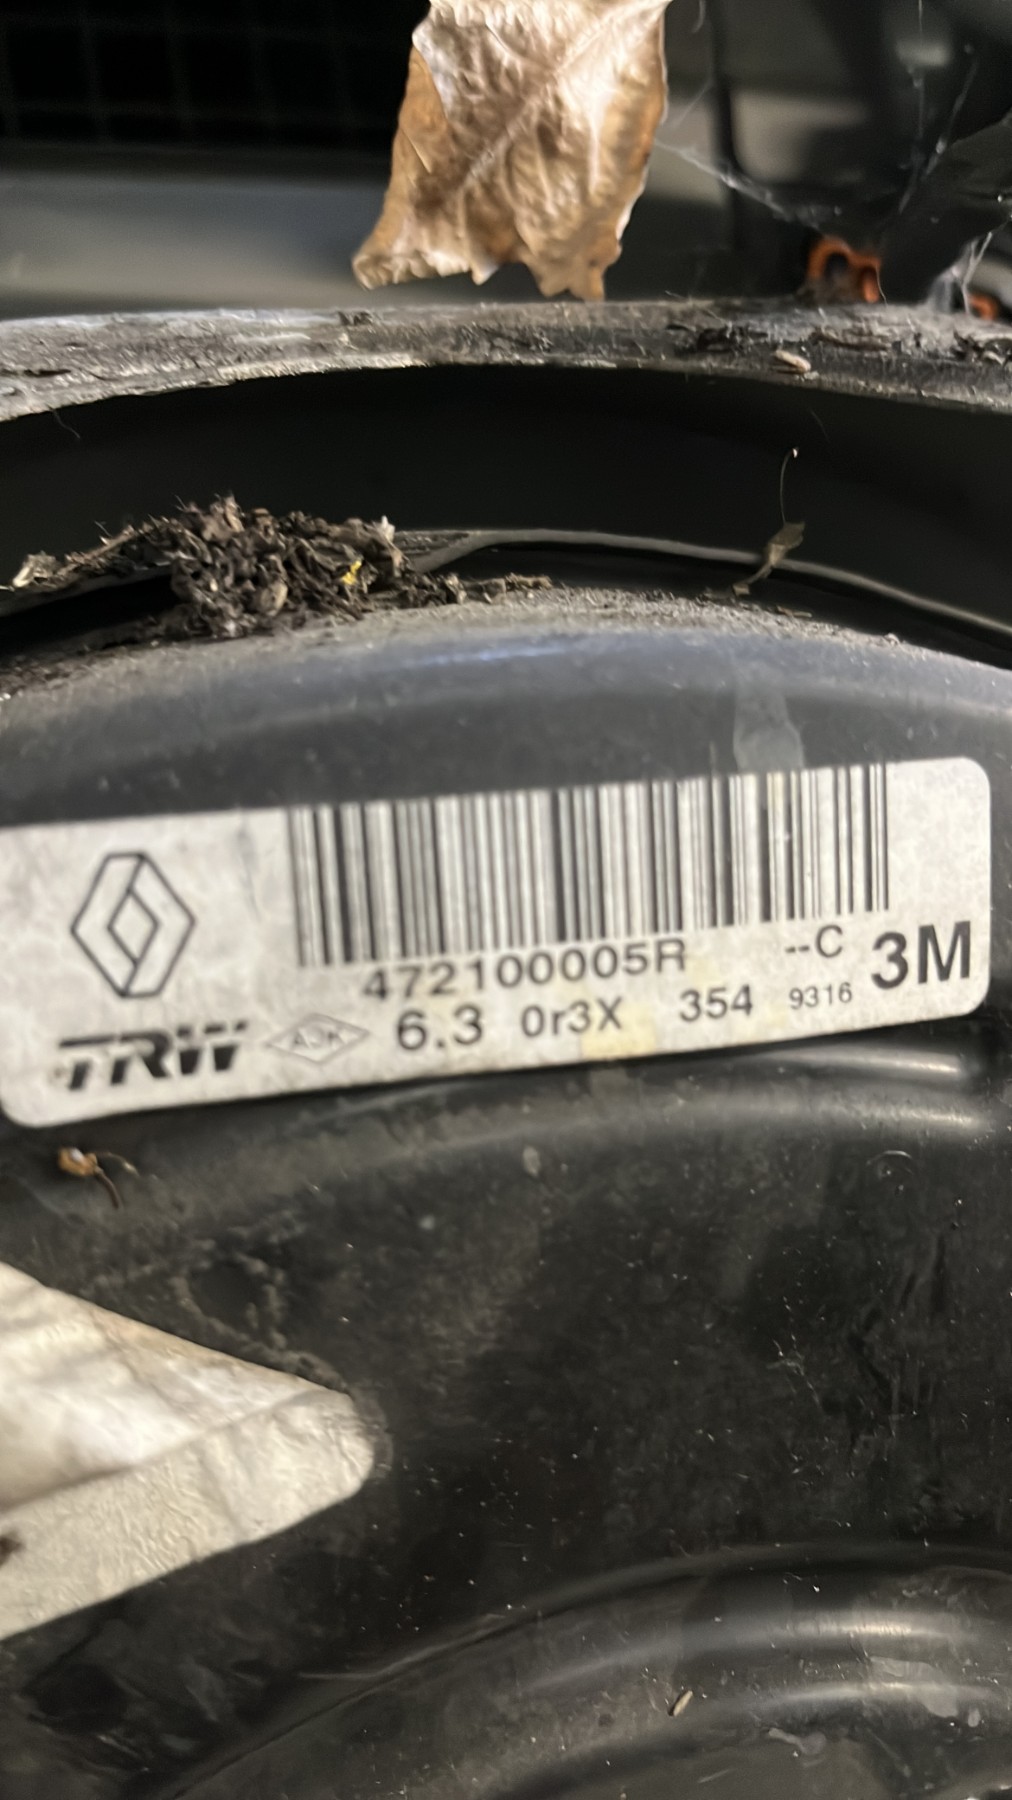 472100005R --C 3M
TRW AJK 6.3 0r3X 354 9316